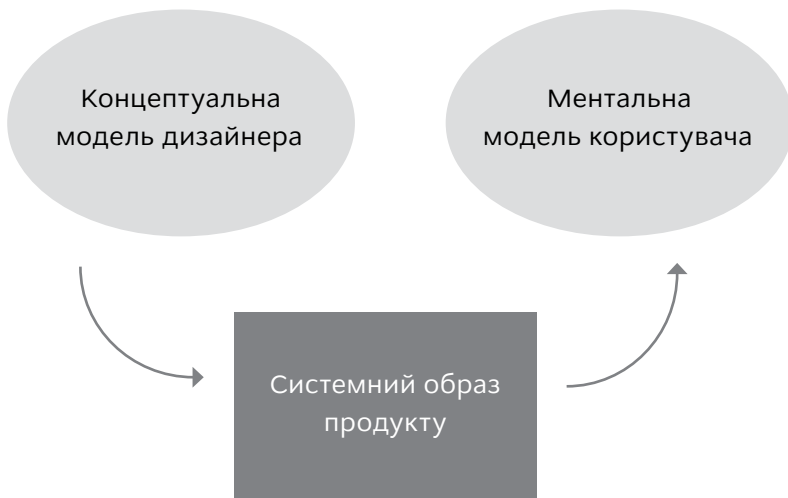 Концептуальна
модель дизайнера
Ментальна
модель користувача
Системний образ
продукту